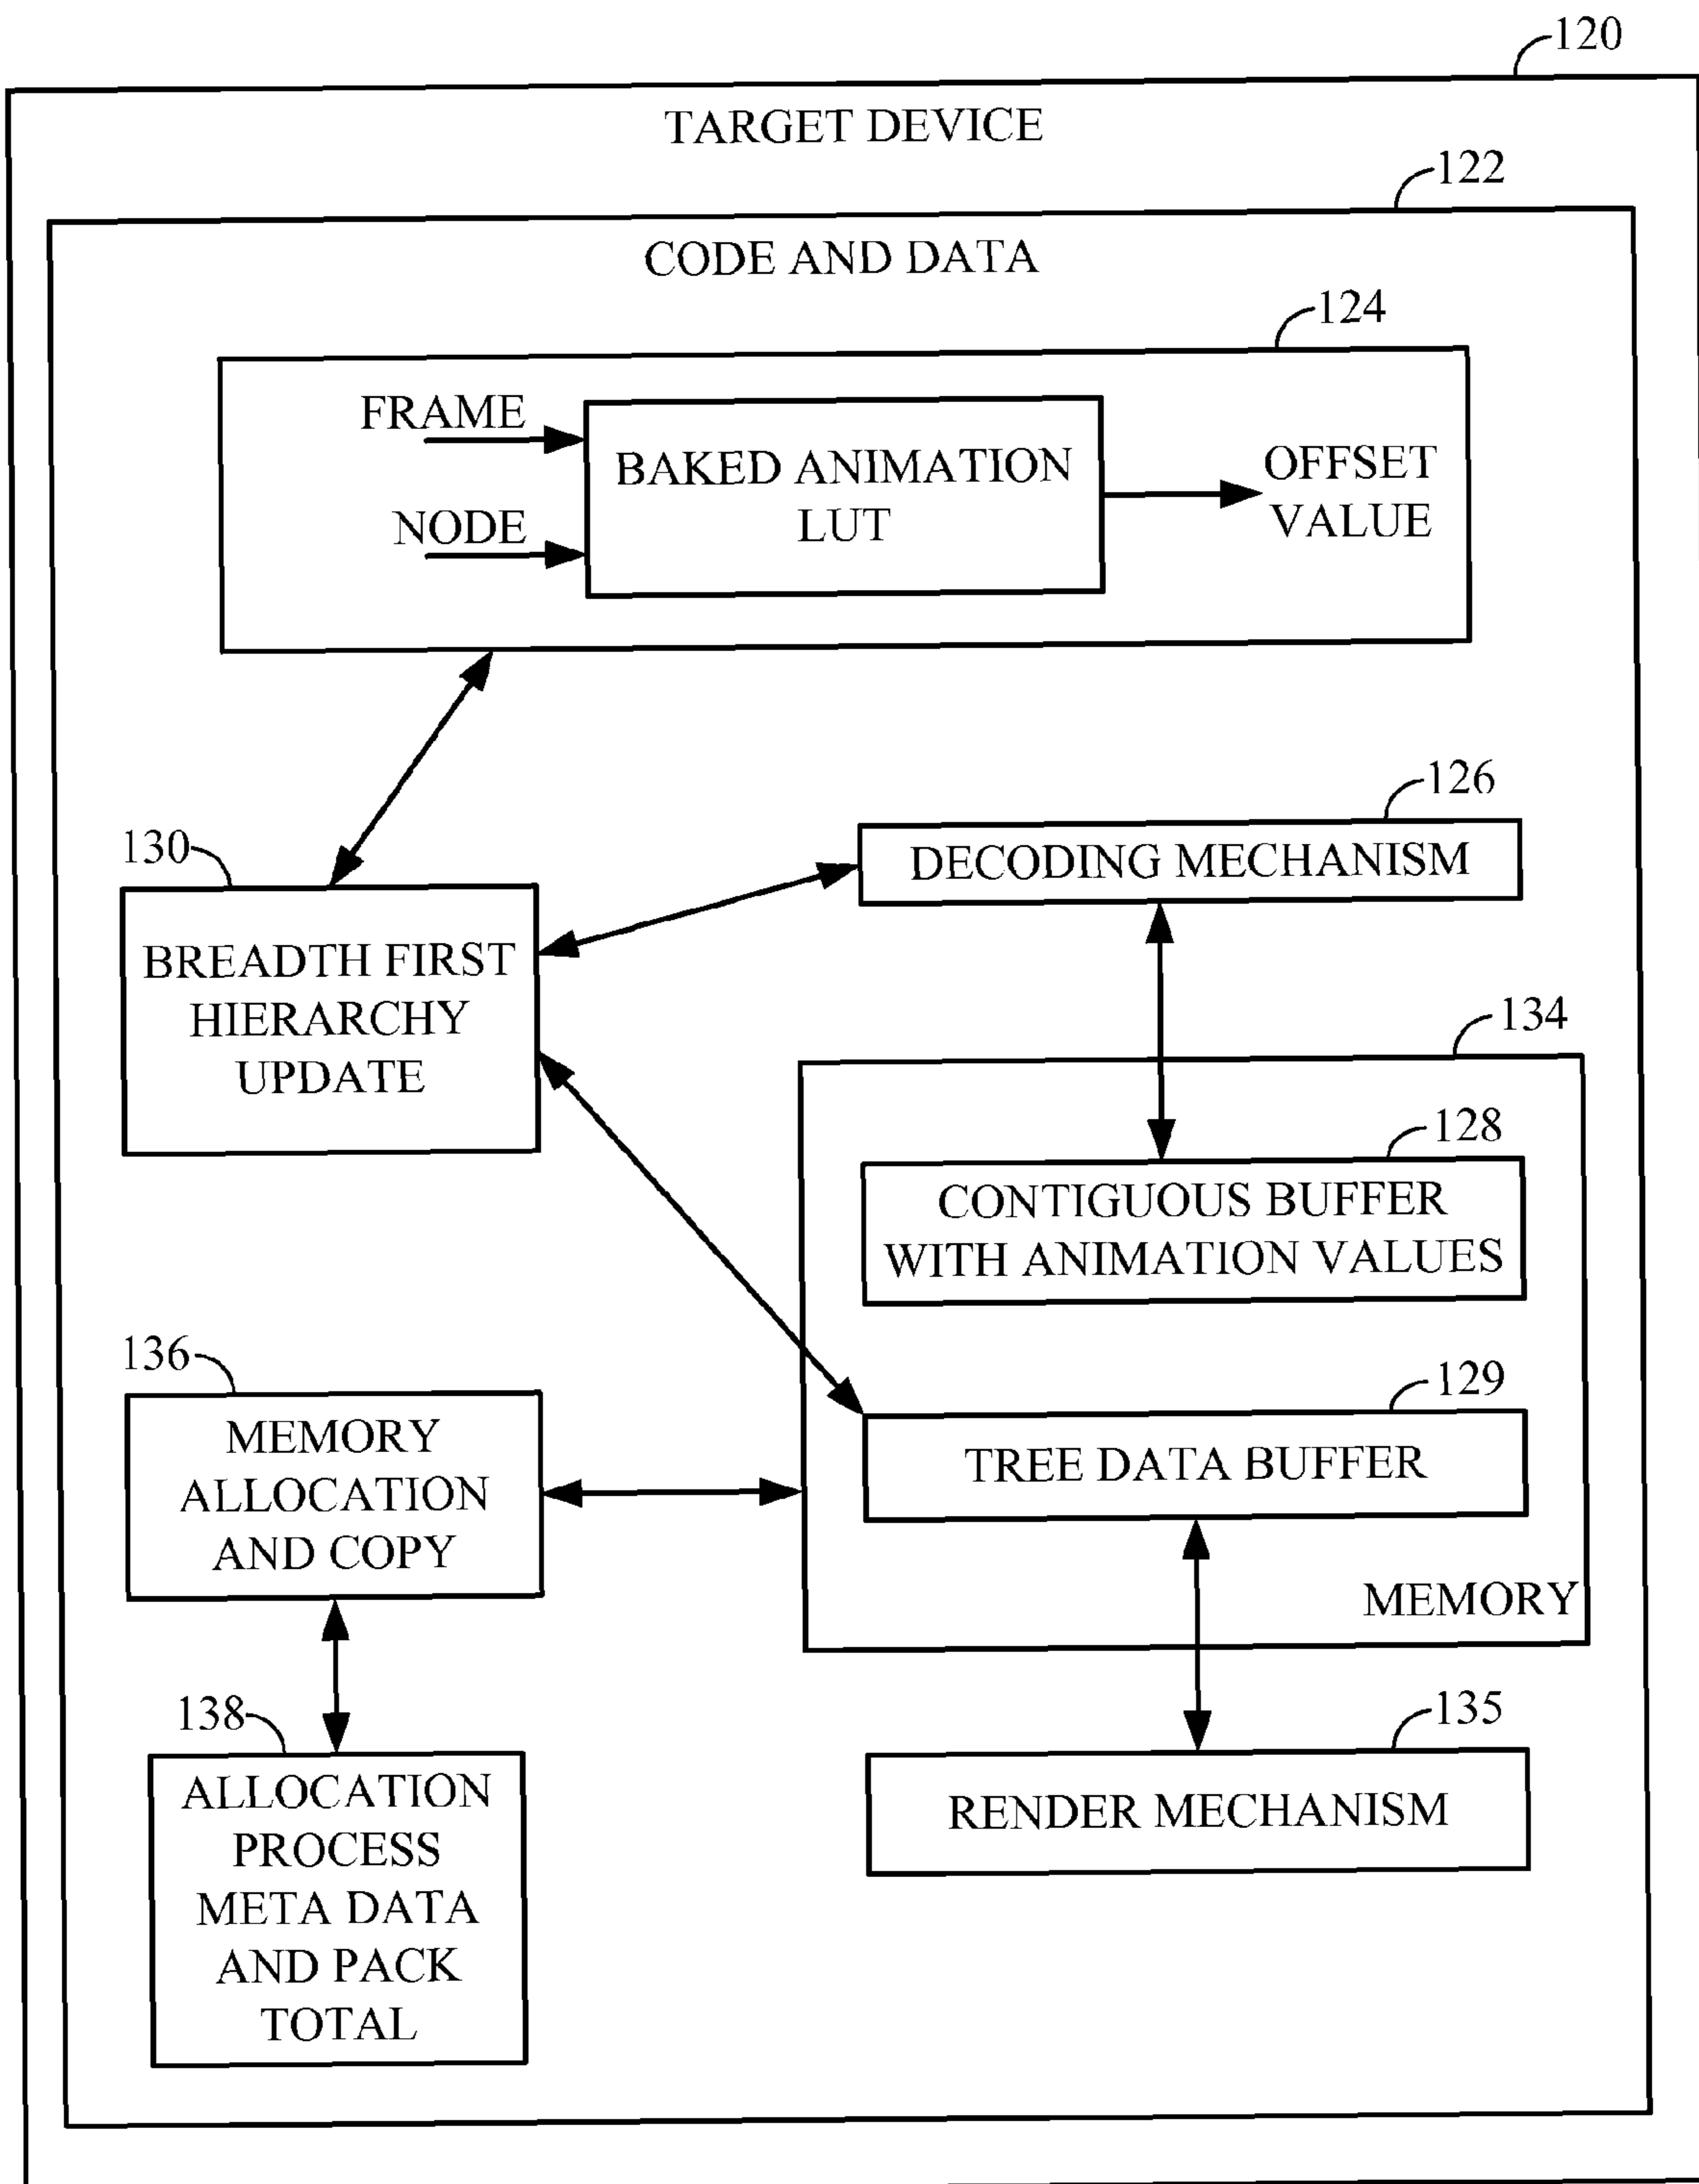 120
TARGET DEVICE
122
CODE AND DATA
124
FRAME
NODE
BAKED ANIMATION
LUT
OFFSET
VALUE
126
DECODING MECHANISM
130
BREADTH FIRST
HIERARCHY
UPDATE
134
128
CONTIGUOUS BUFFER
WITH ANIMATION VALUES
136
MEMORY
ALLOCATION
AND COPY
129
TREE DATA BUFFER
MEMORY
138
ALLOCATION
PROCESS
META DATA
AND PACK
TOTAL
135
RENDER MECHANISM